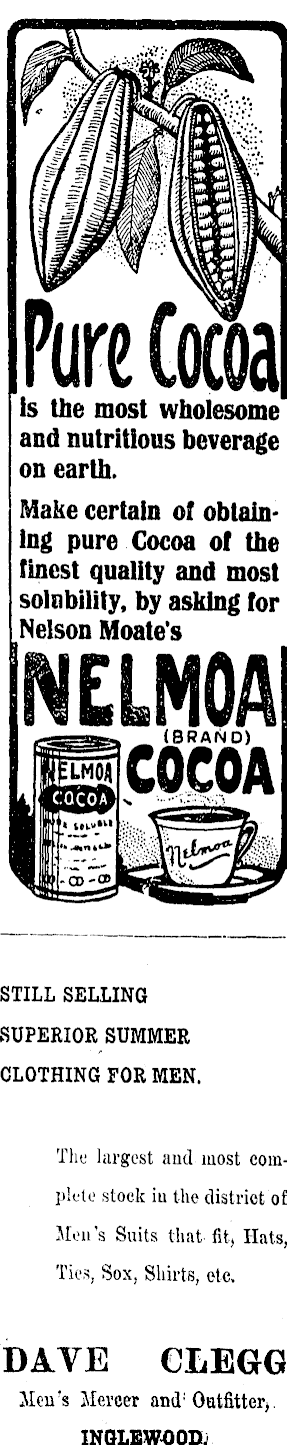 Pure Cocoa
is the most wholesome
and nutritious beverage
on earth.
Make certain of obtain-
ing pure Cocoa of the
finest quality and most
solubility, by asking for
Nelson Moate's
NELMOA
(BRAND)
COCOA
NELMOA
COCOA
SOLUBLE
Nelmoa
STILL SELLING
SUPERIOR SUMMER
CLOTHING FOR MEN.
The largest and most com-
plete stock in the district of
Men's Suits that fit, Hats,
Ties, Sox, Shirts, etc.
DAVE CLEGG
Men's Mercer and Outfitter,
INGLEWOOD.